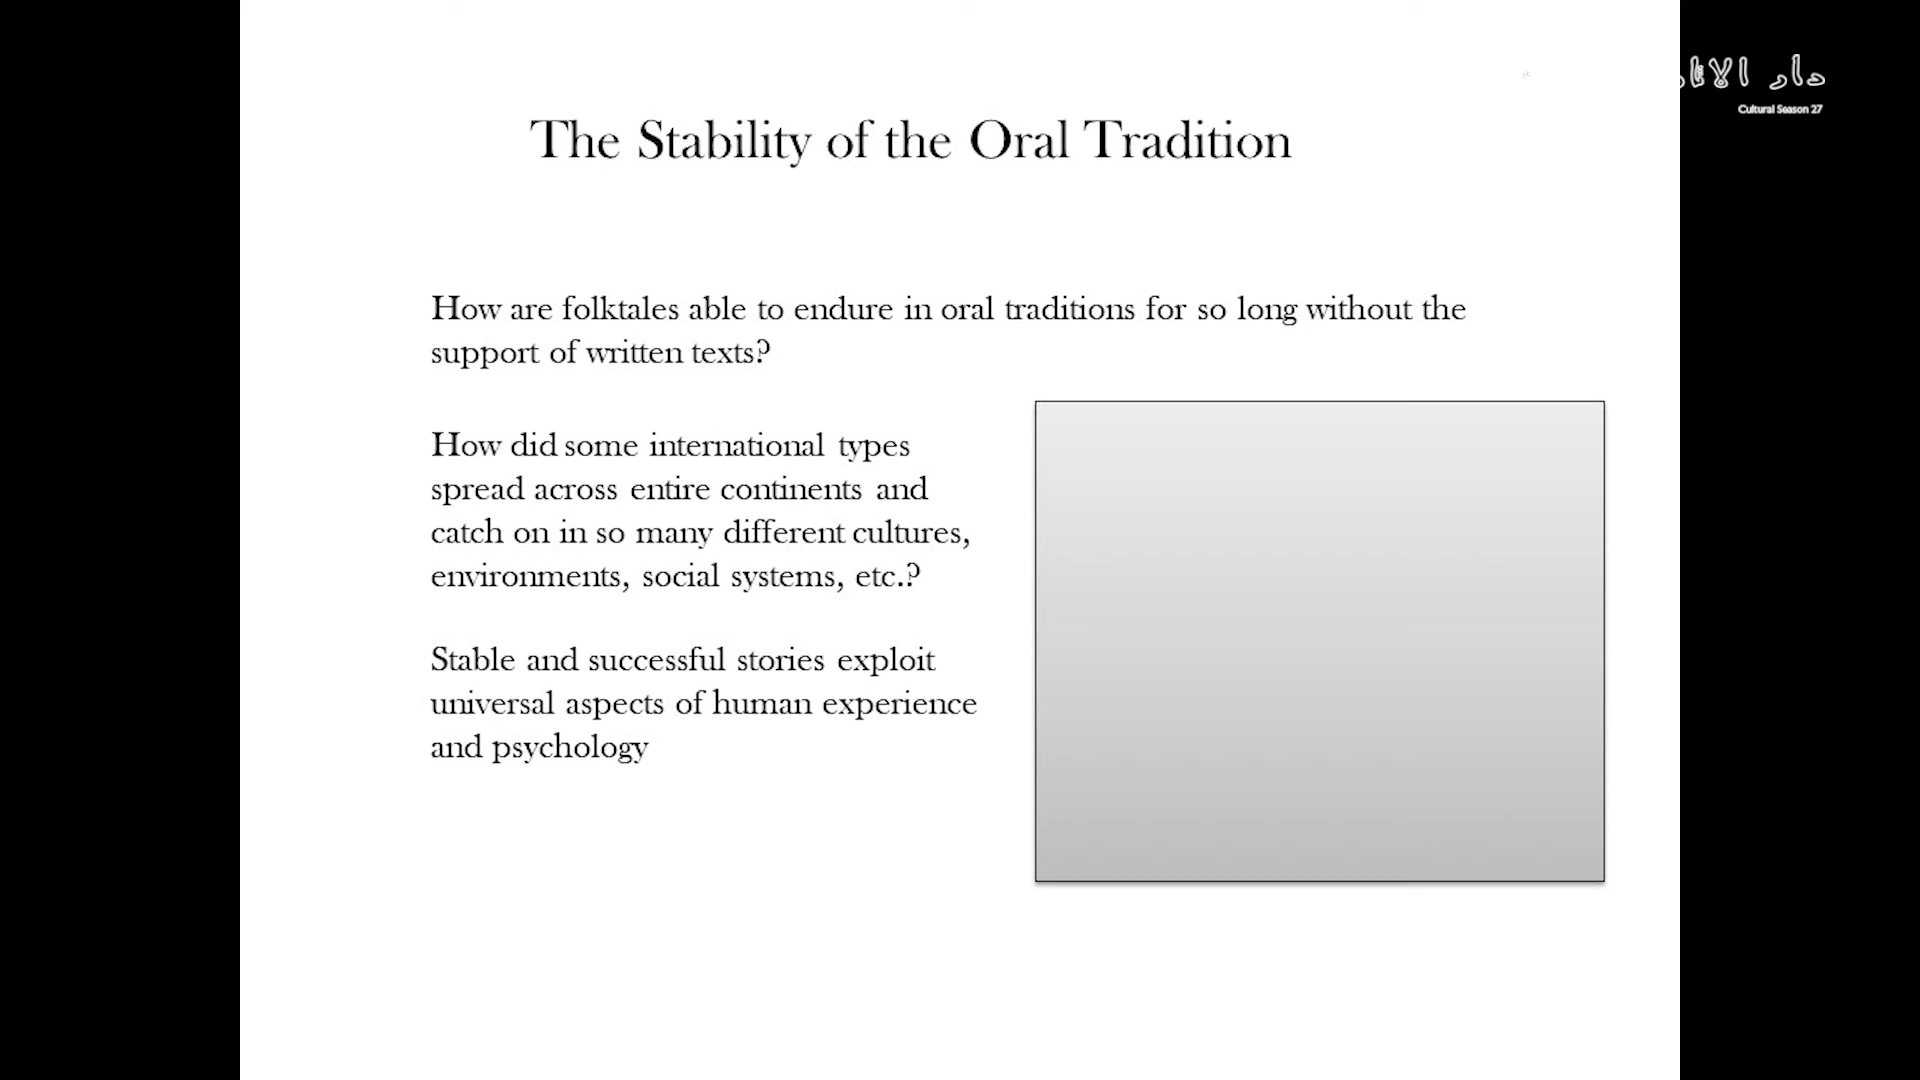 دار
Cultural Season 27
The Stability of the Oral Tradition
How are folktales able to endure in oral traditions for so long without the
support of written texts?
How did some international types
spread across entire continents and
catch on in so many different cultures,
environments, social systems, etc.?
Stable and successful stories exploit
universal aspects of human experience
and psychology